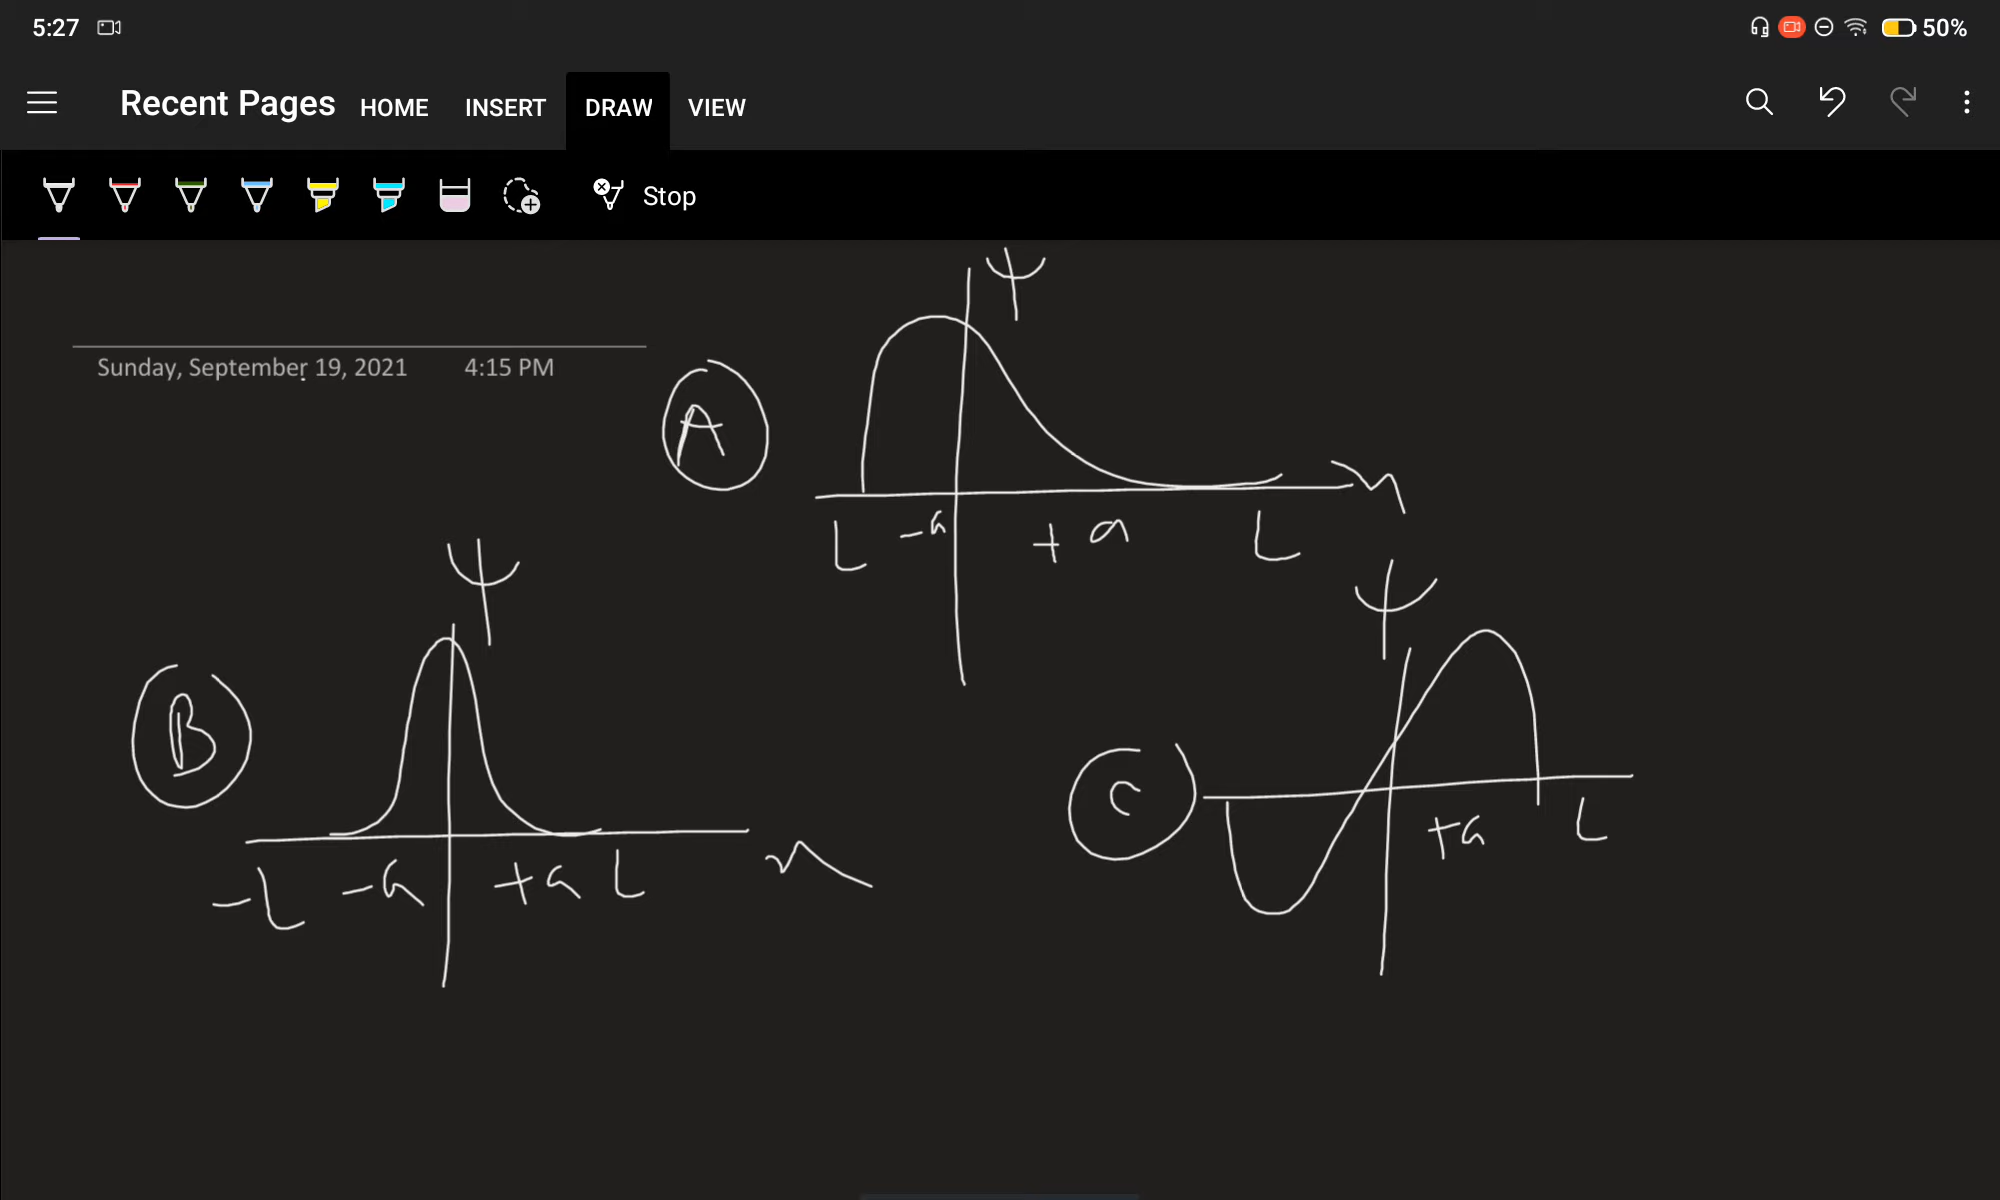 5:27
50%
Recent Pages HOME INSERT DRAW VIEW
Stop
Sunday, September 19, 2021 4:15 PM
ψ
A
L -a +a L
ψ
B
-L -a +a L x
ψ
C
+a L